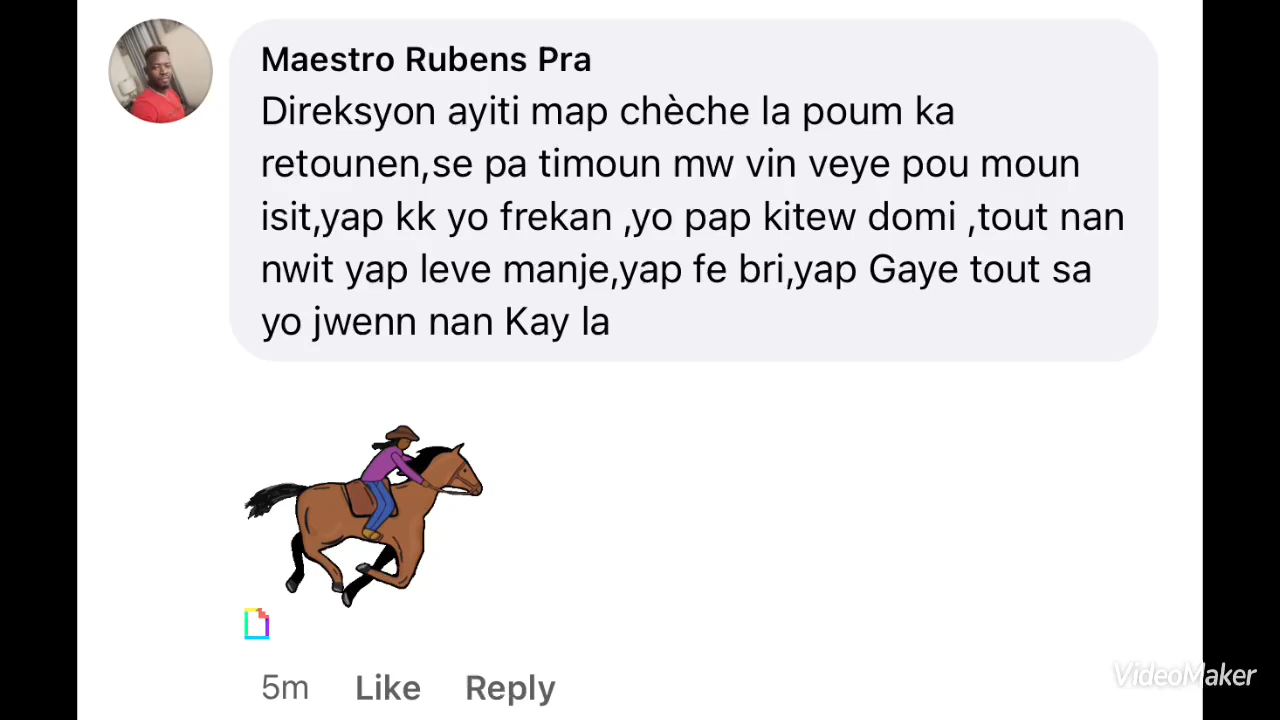 Maestro Rubens Pra
Direksyon ayiti map chèche la poum ka
retounen,se pa timoun mw vin veye pou moun
isit,yap kk yo frekan ,yo pap kitew domi ,tout nan
nwit yap leve manje,yap fe bri,yap Gaye tout sa
yo jwenn nan Kay la
5m Like Reply
VideoMaker